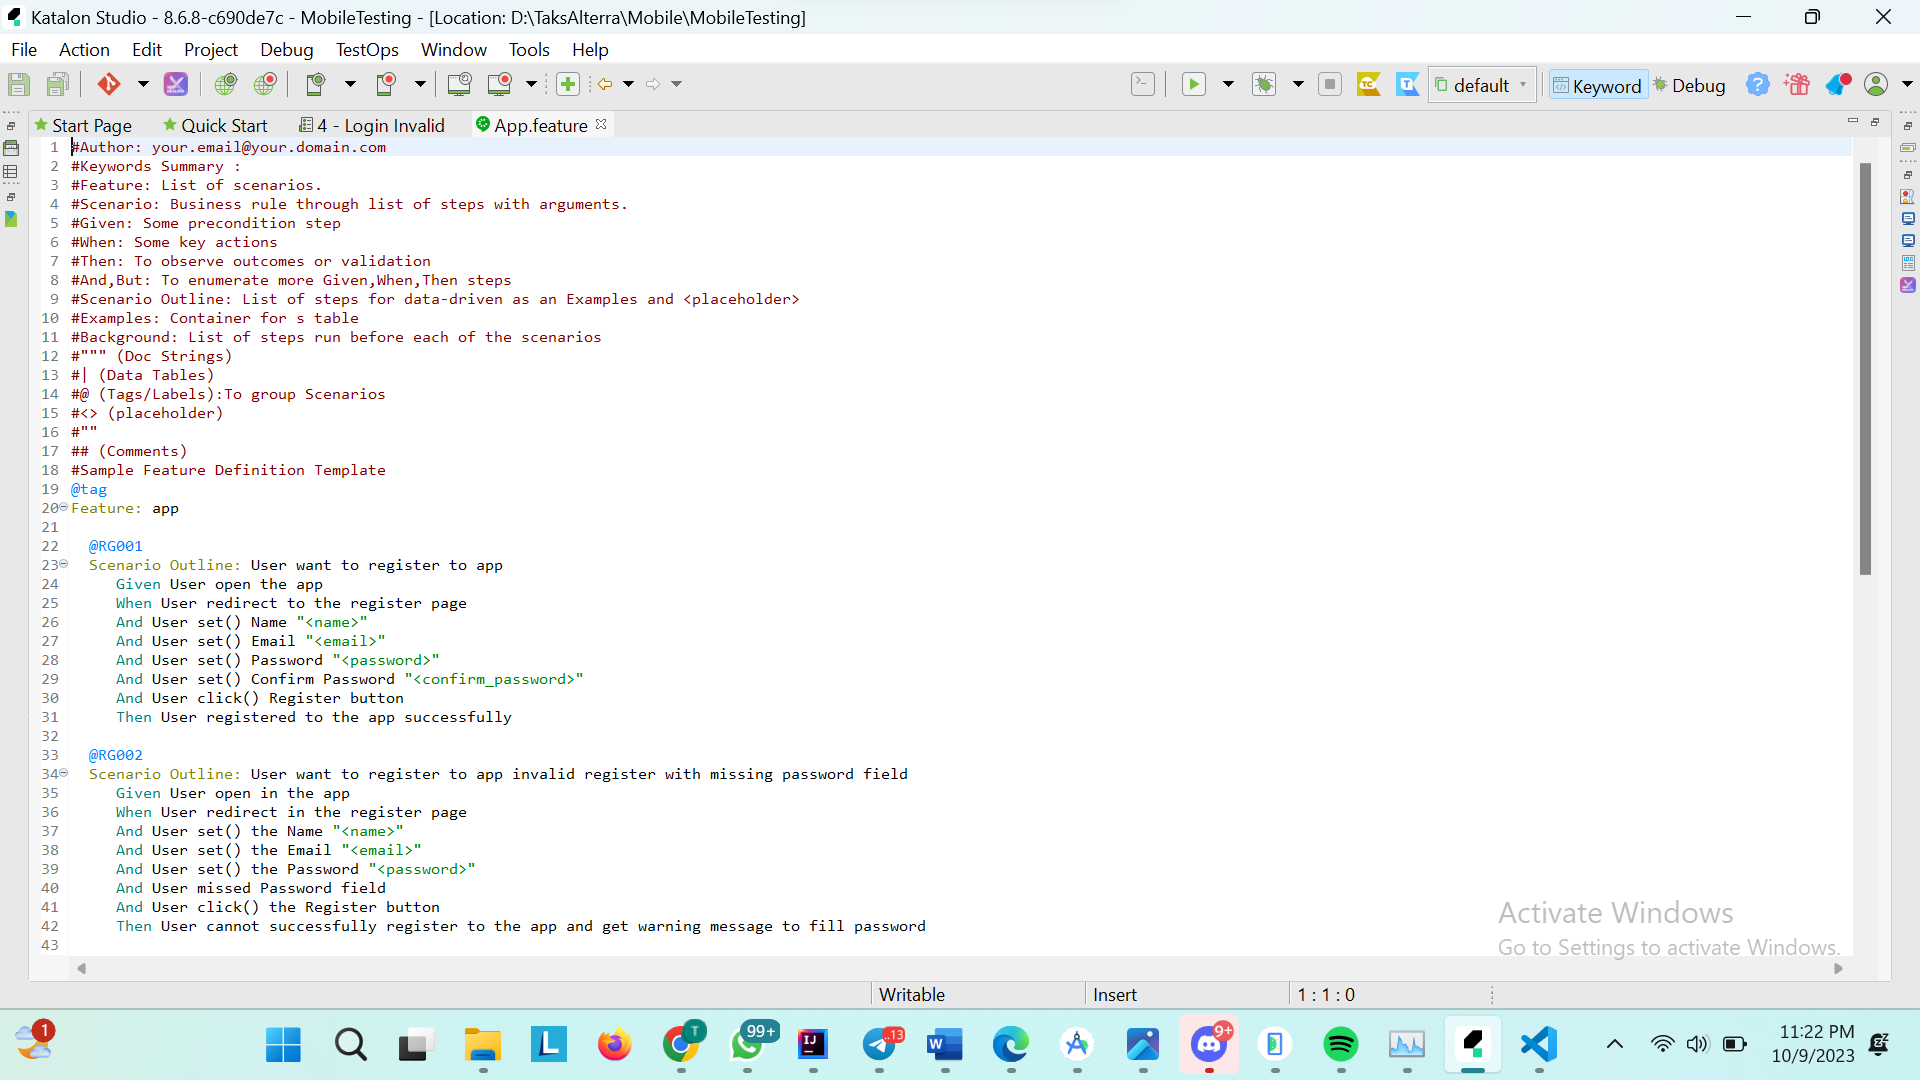 Katalon Studio - 8.6.8-c690de7c - MobileTesting - [Location: D:\TaksAlterra\Mobile\MobileTesting]
File Action Edit Project Debug TestOps Window Tools Help
default Keyword Debug
Start Page Quick Start 4 - Login Invalid App.feature
1 #Author: your.email@your.domain.com
2 #Keywords Summary :
3 #Feature: List of scenarios.
4 #Scenario: Business rule through list of steps with arguments.
5 #Given: Some precondition step
6 #When: Some key actions
7 #Then: To observe outcomes or validation
8 #And,But: To enumerate more Given,When,Then steps
9 #Scenario Outline: List of steps for data-driven as an Examples and <placeholder>
10 #Examples: Container for s table
11 #Background: List of steps run before each of the scenarios
12 #""" (Doc Strings)
13 #| (Data Tables)
14 #@ (Tags/Labels):To group Scenarios
15 #<> (placeholder)
16 #""
17 ## (Comments)
18 #Sample Feature Definition Template
19 @tag
20 Feature: app
21
22 @RG001
23 Scenario Outline: User want to register to app
24 Given User open the app
25 When User redirect to the register page
26 And User set() Name "<name>"
27 And User set() Email "<email>"
28 And User set() Password "<password>"
29 And User set() Confirm Password "<confirm_password>"
30 And User click() Register button
31 Then User registered to the app successfully
32
33 @RG002
34 Scenario Outline: User want to register to app invalid register with missing password field
35 Given User open in the app
36 When User redirect in the register page
37 And User set() the Name "<name>"
38 And User set() the Email "<email>"
39 And User set() the Password "<password>"
40 And User missed Password field
41 And User click() the Register button
42 Then User cannot successfully register to the app and get warning message to fill password
43
Activate Windows
Go to Settings to activate Windows.
Writable Insert 1 : 1 : 0
1 L T 99+ IJ ..13 W 9+
11:22 PM
10/9/2023